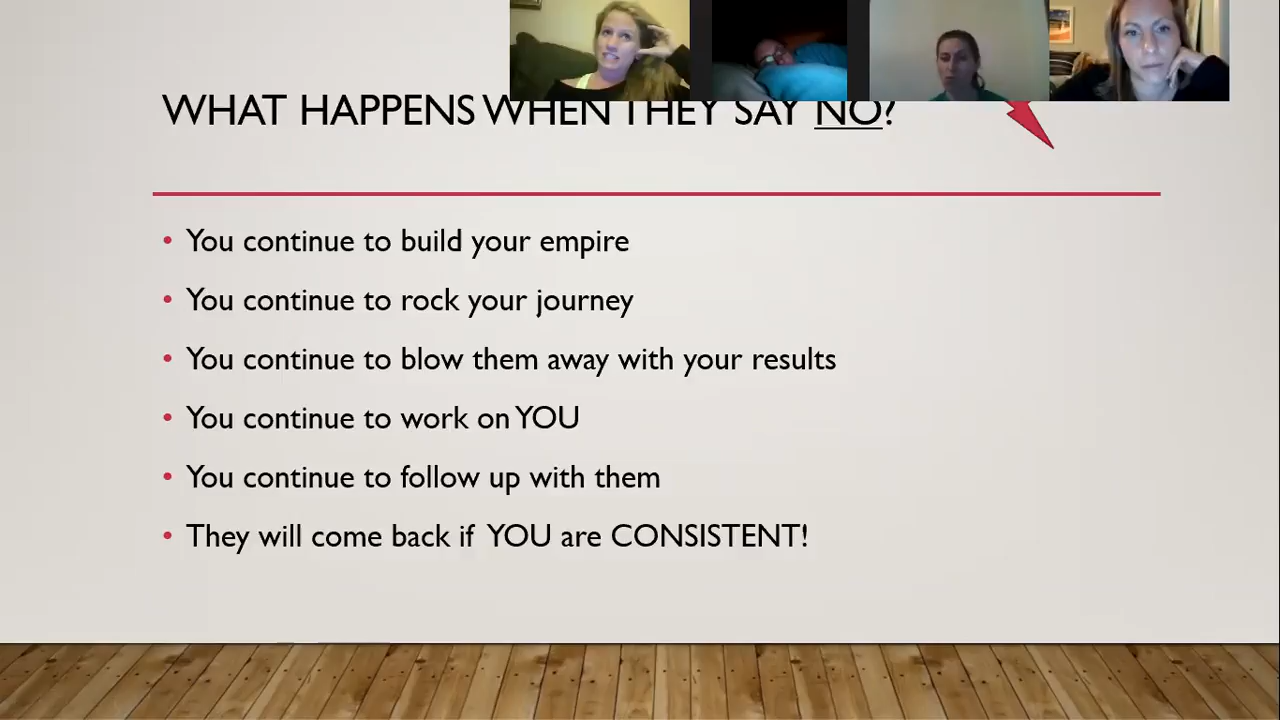 WHAT HAPPENS WHEN THEY SAY NO?
• You continue to build your empire
• You continue to rock your journey
• You continue to blow them away with your results
• You continue to work on YOU
• You continue to follow up with them
• They will come back if YOU are CONSISTENT!